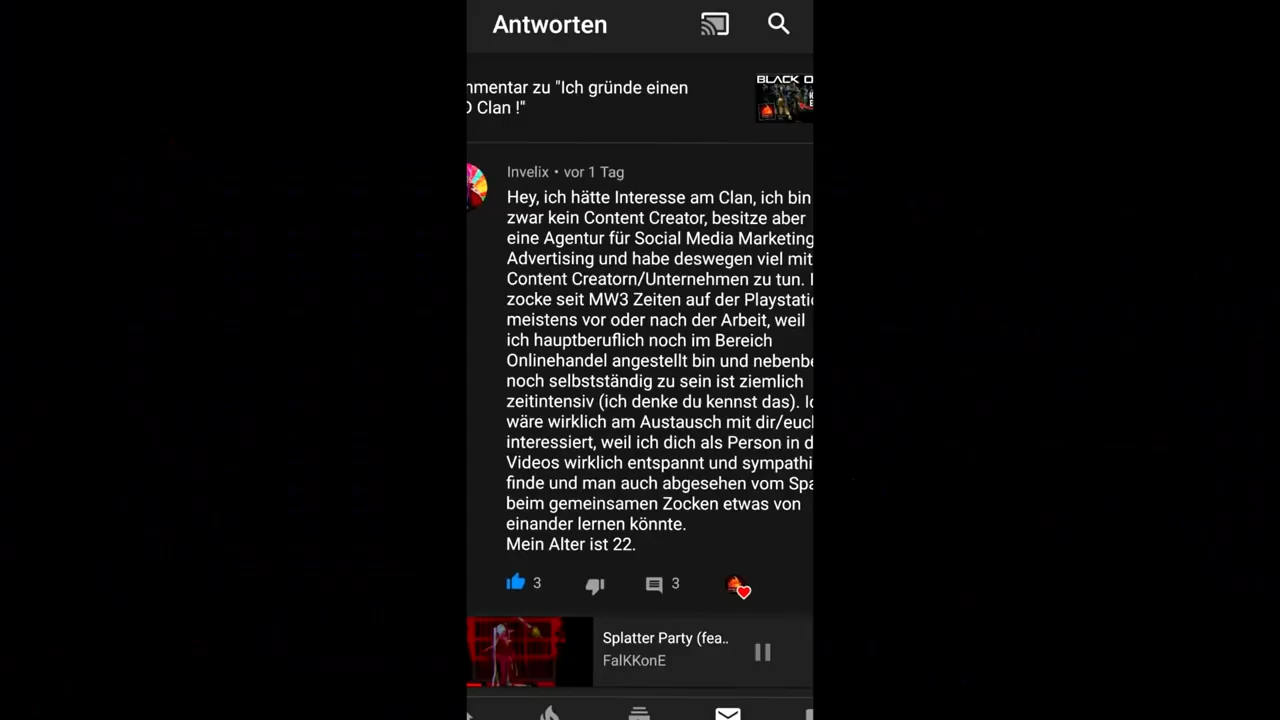 Antworten
mmentar zu "Ich gründe einen
Clan !"
BLACK O
Invelix • vor 1 Tag
Hey, ich hätte Interesse am Clan, ich bin
zwar kein Content Creator, besitze aber
eine Agentur für Social Media Marketing
Advertising und habe deswegen viel mit
Content Creatorn/Unternehmen zu tun. I
zocke seit MW3 Zeiten auf der Playstatio
meistens vor oder nach der Arbeit, weil
ich hauptberuflich noch im Bereich
Onlinehandel angestellt bin und nebenbe
noch selbstständig zu sein ist ziemlich
zeitintensiv (ich denke du kennst das). Ic
wäre wirklich am Austausch mit dir/euch
interessiert, weil ich dich als Person in d
Videos wirklich entspannt und sympathi
finde und man auch abgesehen vom Spa
beim gemeinsamen Zocken etwas von
einander lernen könnte.
Mein Alter ist 22.
3 3
Splatter Party (fea..
FalKKonE